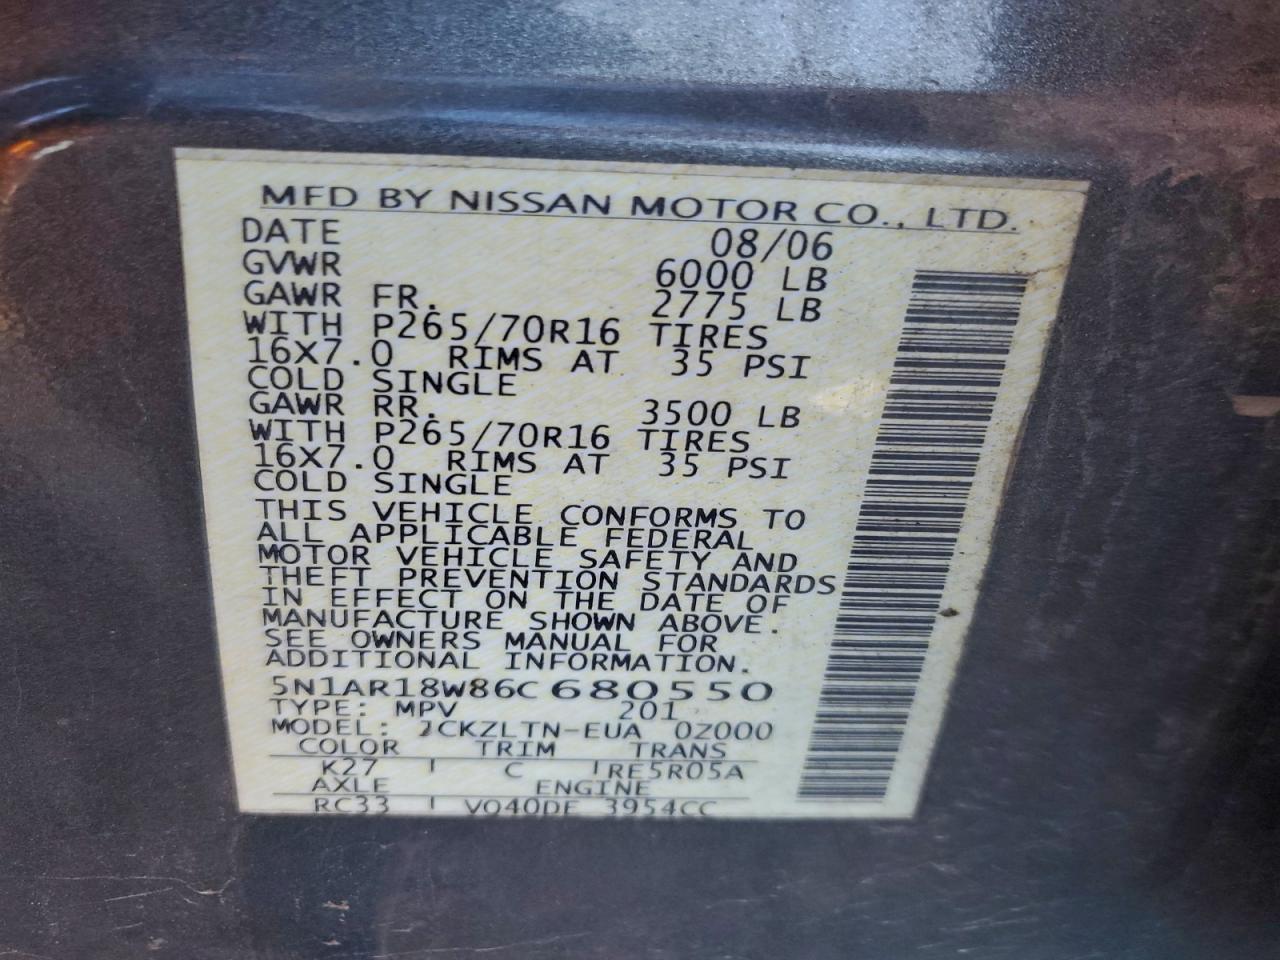 MFD BY NISSAN MOTOR CO., LTD.
DATE 08/06
GVWR 6000 LB
GAWR FR. 2775 LB
WITH P265/70R16 TIRES
16X7.0 RIMS AT 35 PSI
COLD SINGLE
GAWR RR. 3500 LB
WITH P265/70R16 TIRES
16X7.0 RIMS AT 35 PSI
COLD SINGLE
THIS VEHICLE CONFORMS TO
ALL APPLICABLE FEDERAL
MOTOR VEHICLE SAFETY AND
THEFT PREVENTION STANDARDS
IN EFFECT ON THE DATE OF
MANUFACTURE SHOWN ABOVE.
SEE OWNERS MANUAL FOR
ADDITIONAL INFORMATION.
5N1AR18W86C680550
TYPE: MPV 201
MODEL: JCKZLTN-EUA 0Z000
COLOR TRIM TRANS
K27 C RE5R05A
AXLE ENGINE
RC33 VQ40DE 3954CC